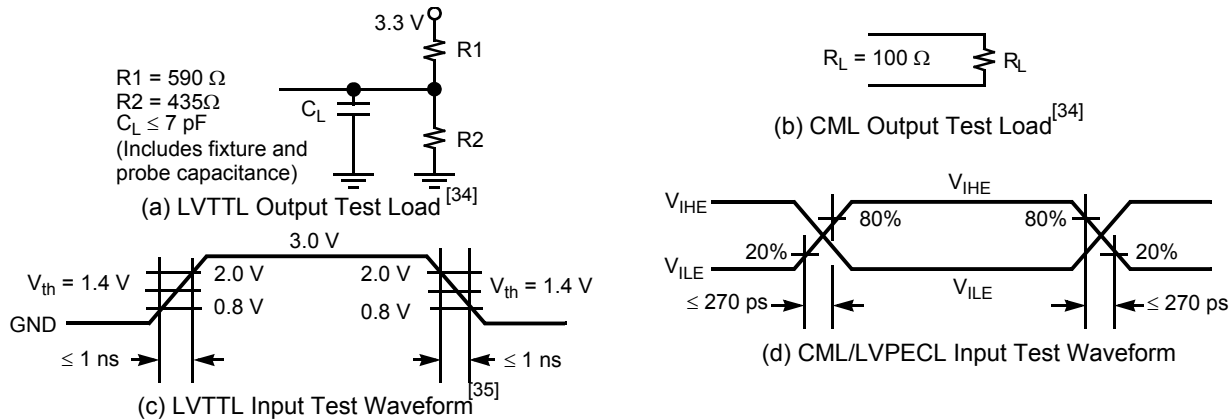 3.3 V
R1
R1 = 590 Ω
R2 = 435Ω
C_L ≤ 7 pF
(Includes fixture and
probe capacitance)
C_L
R2
(a) LVTTL Output Test Load [34]
R_L = 100 Ω
R_L
(b) CML Output Test Load [34]
3.0 V
V_th = 1.4 V
2.0 V
0.8 V
2.0 V
0.8 V
V_th = 1.4 V
GND
≤ 1 ns
≤ 1 ns
(c) LVTTL Input Test Waveform [35]
V_IHE
V_IHE
80%
80%
20%
20%
V_ILE
V_ILE
≤ 270 ps
≤ 270 ps
(d) CML/LVPECL Input Test Waveform